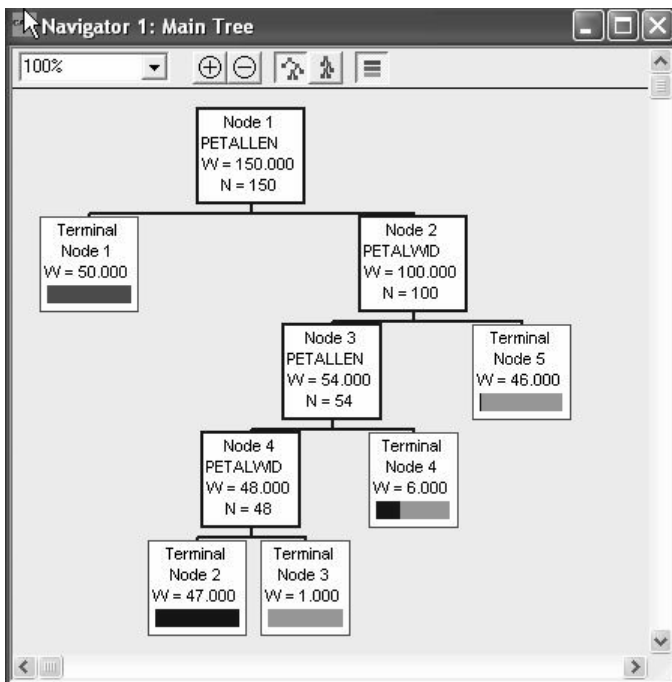 Navigator 1: Main Tree
100%
Node 1
PETALLEN
W = 150.000
N = 150
Terminal
Node 1
W = 50.000
Node 2
PETALWID
W = 100.000
N = 100
Node 3
PETALLEN
W = 54.000
N = 54
Terminal
Node 5
W = 46.000
Node 4
PETALWID
W = 48.000
N = 48
Terminal
Node 4
W = 6.000
Terminal
Node 2
W = 47.000
Terminal
Node 3
W = 1.000